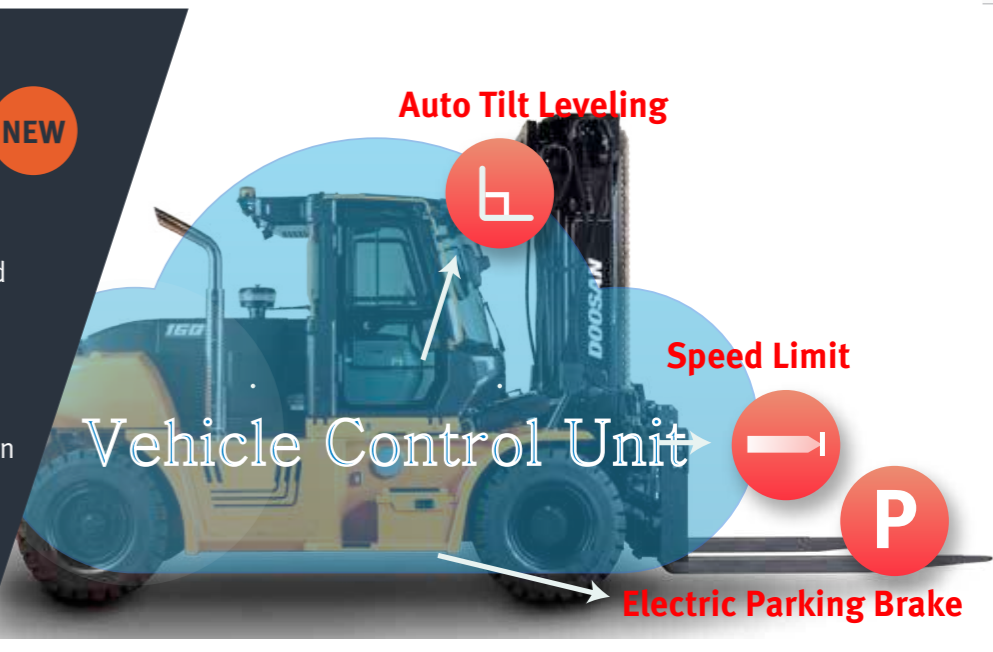 NEW
Auto Tilt Leveling
DOOSAN
160
Speed Limit
Vehicle Control Unit
P
Electric Parking Brake